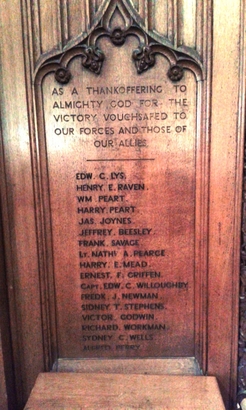 AS A THANKOFFERING TO
ALMIGHTY GOD FOR THE
VICTORY VOUCHSAFED TO
OUR FORCES AND THOSE OF
OUR ALLIES
EDW. C. LYS.
HENRY E. RAVEN.
WM PEART.
HARRY PEART.
JAS. JOYNES.
JEFFREY. BEESLEY.
FRANK. SAVAGE
Lt. NATHL A. PEARCE
HARRY. E. MEAD.
ERNEST. F. GRIFFEN.
CAPT. EDW. C. WILLOUGHBY.
FREDK. J. NEWMAN.
SIDNEY T. STEPHENS.
VICTOR. GODWIN.
RICHARD. WORKMAN.
SYDNEY C. WELLS.